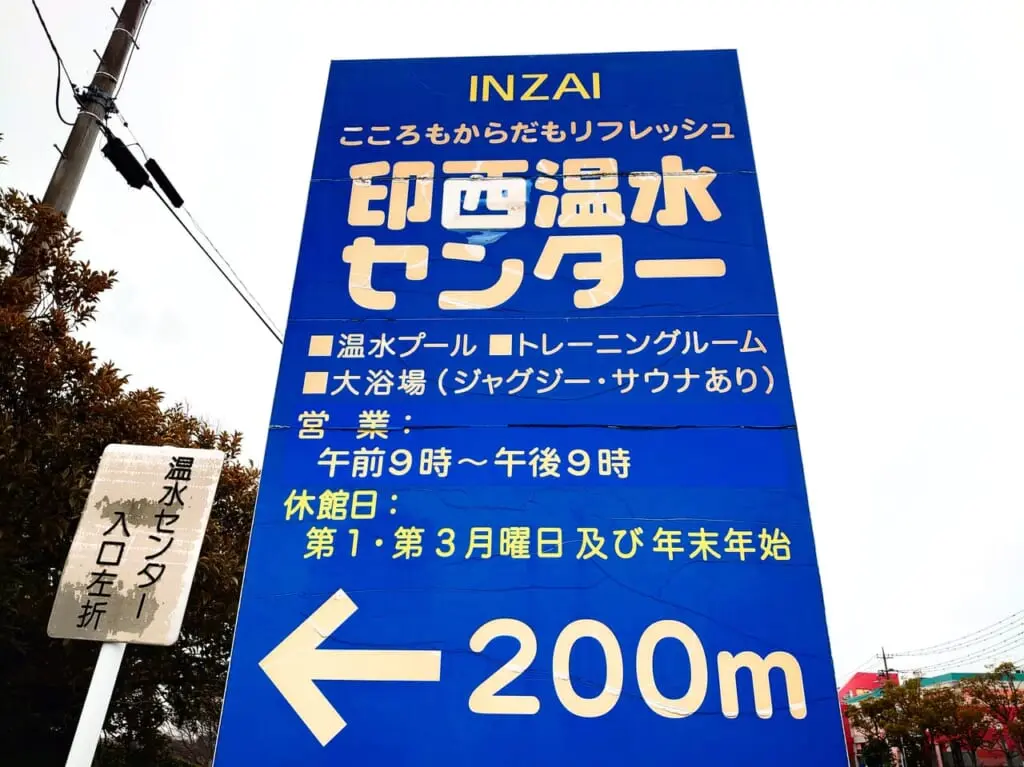 INZAI
こころもからだもリフレッシュ
印西温水
センター
■温水プール ■トレーニングルーム
■大浴場(ジャグジー・サウナあり)
営 業：
午前9時～午後9時
休館日：
第1・第3月曜日及び年末年始
← 200m
温水センター
入口左折